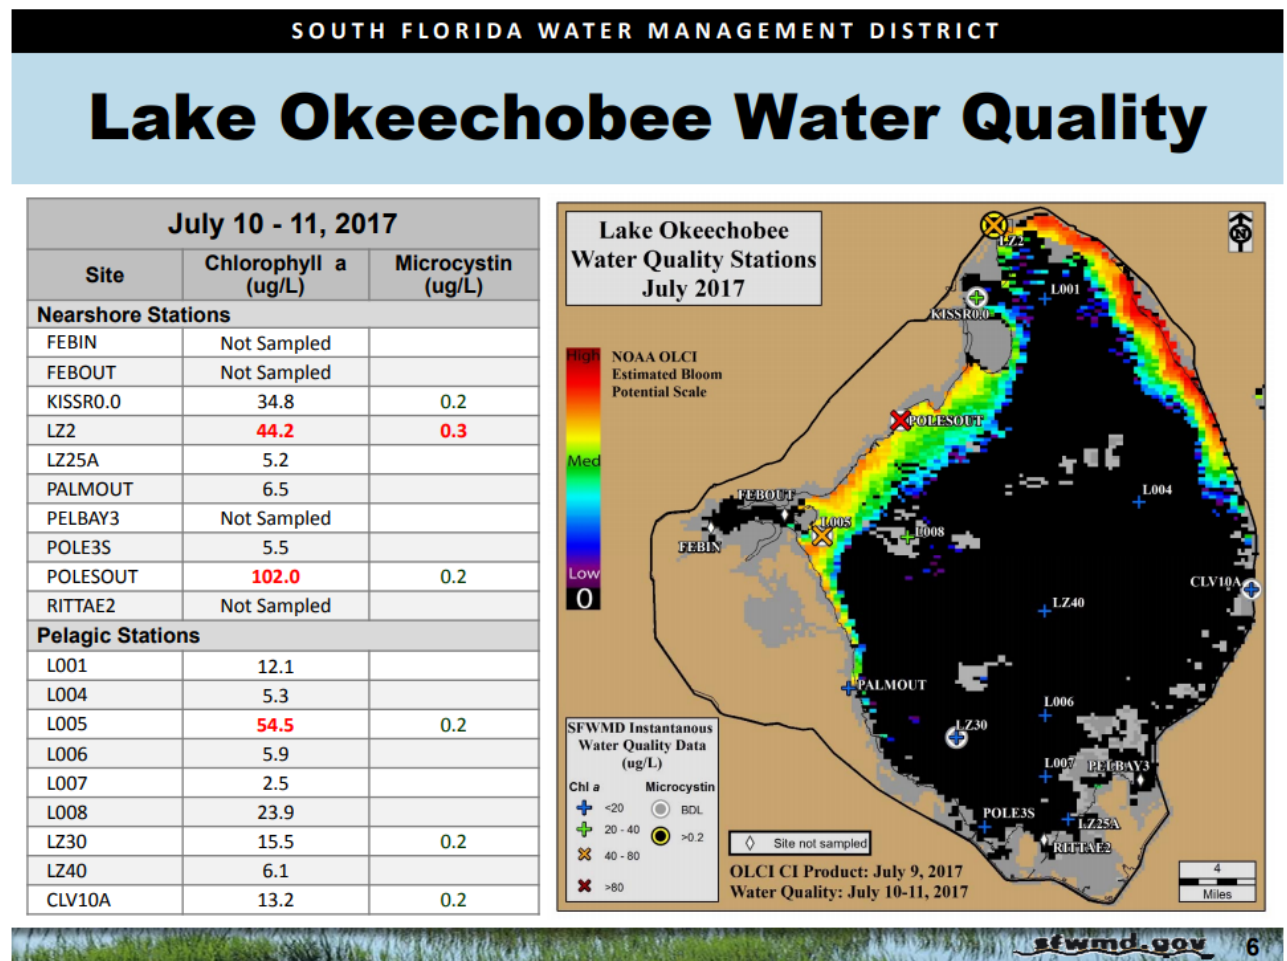 SOUTH FLORIDA WATER MANAGEMENT DISTRICT
Lake Okeechobee Water Quality
July 10 - 11, 2017
Site Chlorophyll a (ug/L) Microcystin (ug/L)
Nearshore Stations
FEBIN Not Sampled
FEBOUT Not Sampled
KISSR0.0 34.8 0.2
LZ2 44.2 0.3
LZ25A 5.2
PALMOUT 6.5
PELBAY3 Not Sampled
POLE3S 5.5
POLESOUT 102.0 0.2
RITTAE2 Not Sampled
Pelagic Stations
L001 12.1
L004 5.3
L005 54.5 0.2
L006 5.9
L007 2.5
L008 23.9
LZ30 15.5 0.2
LZ40 6.1
CLV10A 13.2 0.2
Lake Okeechobee
Water Quality Stations
July 2017
N
High
NOAA OLCI
Estimated Bloom
Potential Scale
Med
Low
0
LZ2
L001
KISSR0.0
POLESOUT
L004
FEBOUT
L005
L008
FEBIN
CLV10A
LZ40
PALMOUT
L006
LZ30
L007
PELBAY3
POLE3S
LZ25A
RITTAE2
SFWMD Instantanous
Water Quality Data
(ug/L)
Chl a Microcystin
<20 BDL
20 - 40 >0.2
40 - 80
>80
Site not sampled
OLCI CI Product: July 9, 2017
Water Quality: July 10-11, 2017
4
Miles
sfwmd.gov
6